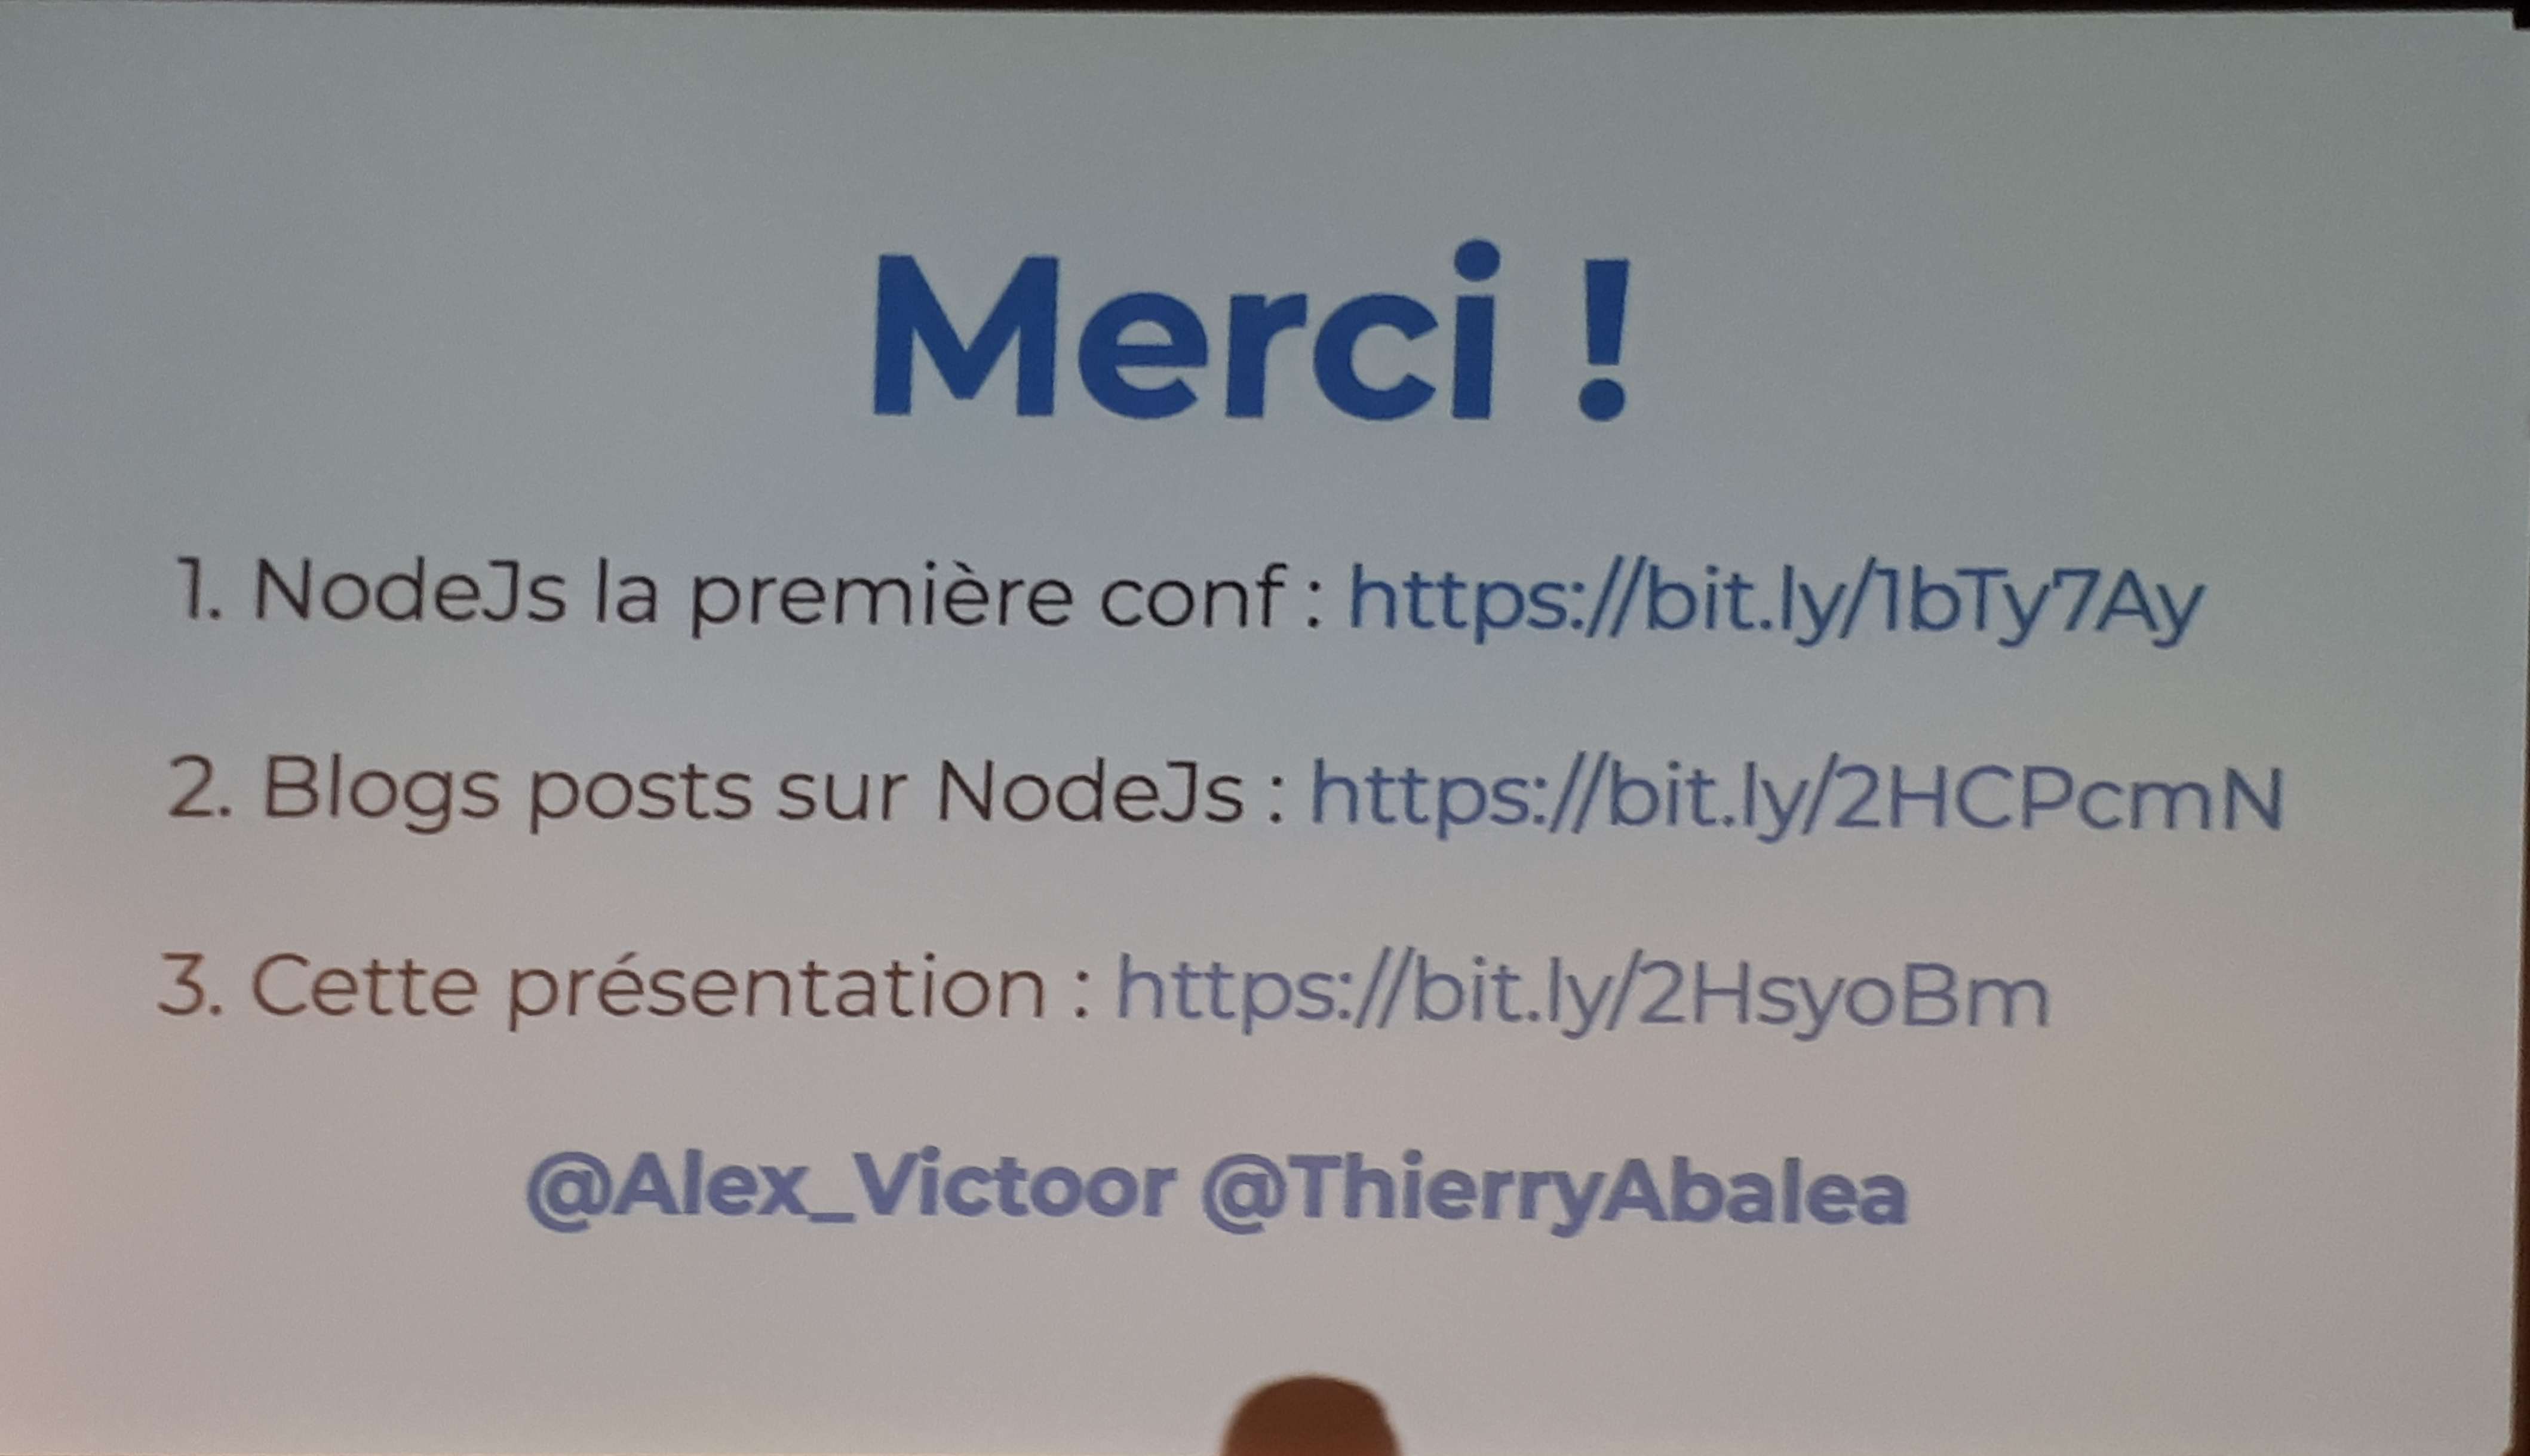 Merci !
1. NodeJs la première conf : https://bit.ly/1bTy7Ay
2. Blogs posts sur NodeJs : https://bit.ly/2HCPcmN
3. Cette présentation : https://bit.ly/2HsyoBm
@Alex_Victoor @ThierryAbalea